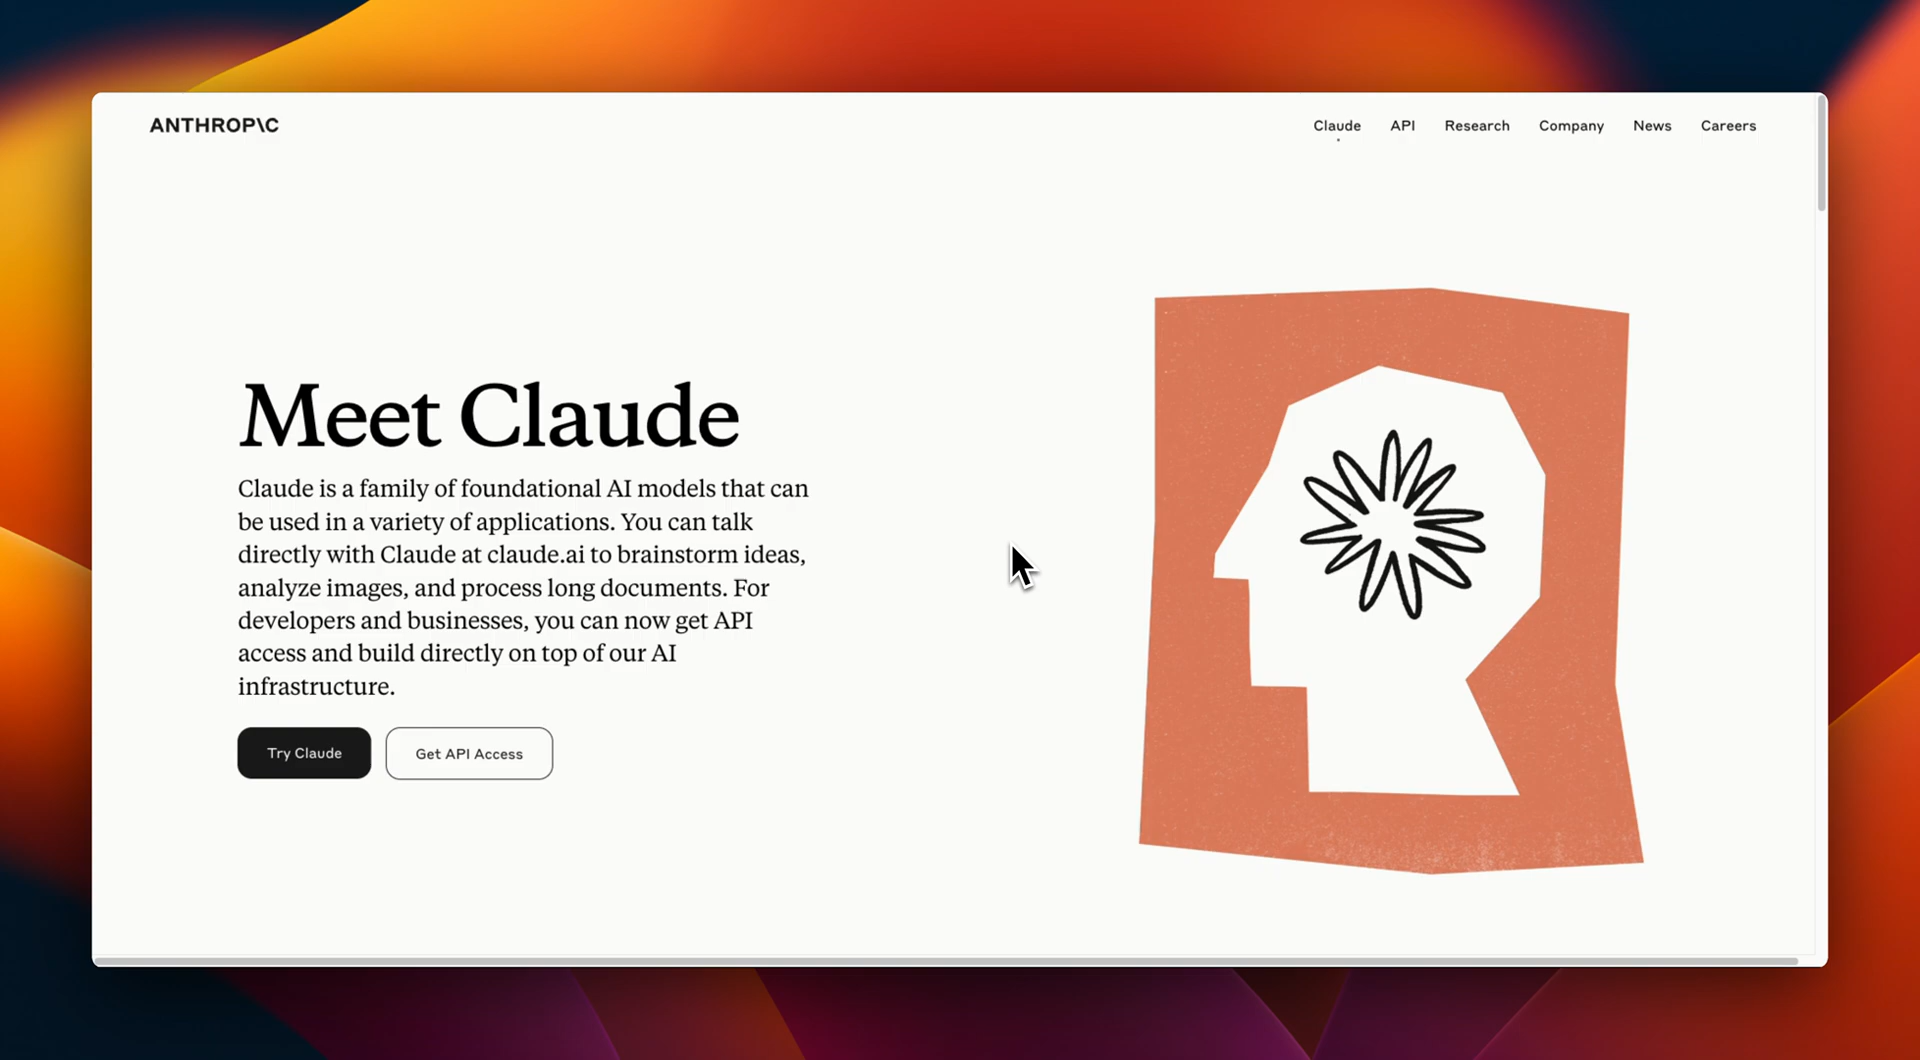 ANTHROP\C
Claude
API
Research
Company
News
Careers
Meet Claude
Claude is a family of foundational AI models that can
be used in a variety of applications. You can talk
directly with Claude at claude.ai to brainstorm ideas,
analyze images, and process long documents. For
developers and businesses, you can now get API
access and build directly on top of our AI
infrastructure.
Try Claude
Get API Access